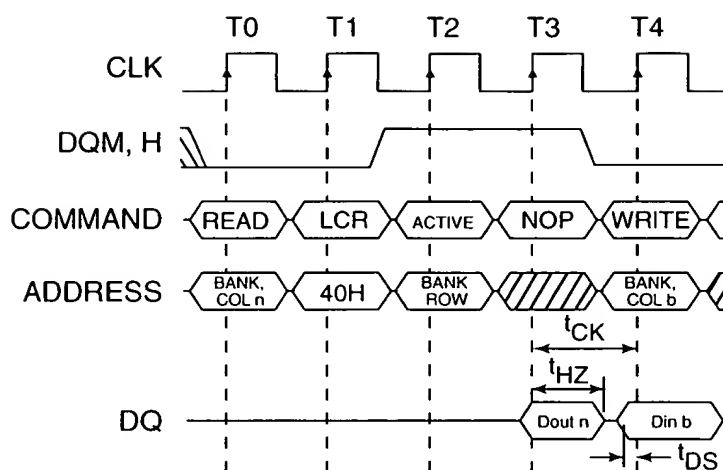 T0 T1 T2 T3 T4
CLK
DQM, H
COMMAND READ LCR ACTIVE NOP WRITE
ADDRESS BANK, COL n 40H BANK ROW BANK, COL b
tCK
tHZ
DQ Dout n Din b
tDS